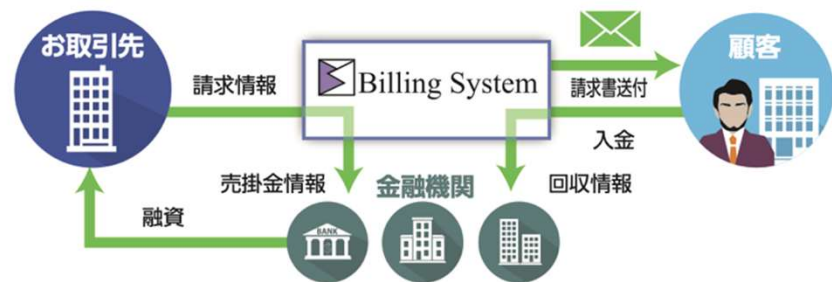 お取引先
請求情報
Billing System
請求書送付
顧客
入金
売掛金情報
金融機関
回収情報
融資
BANK